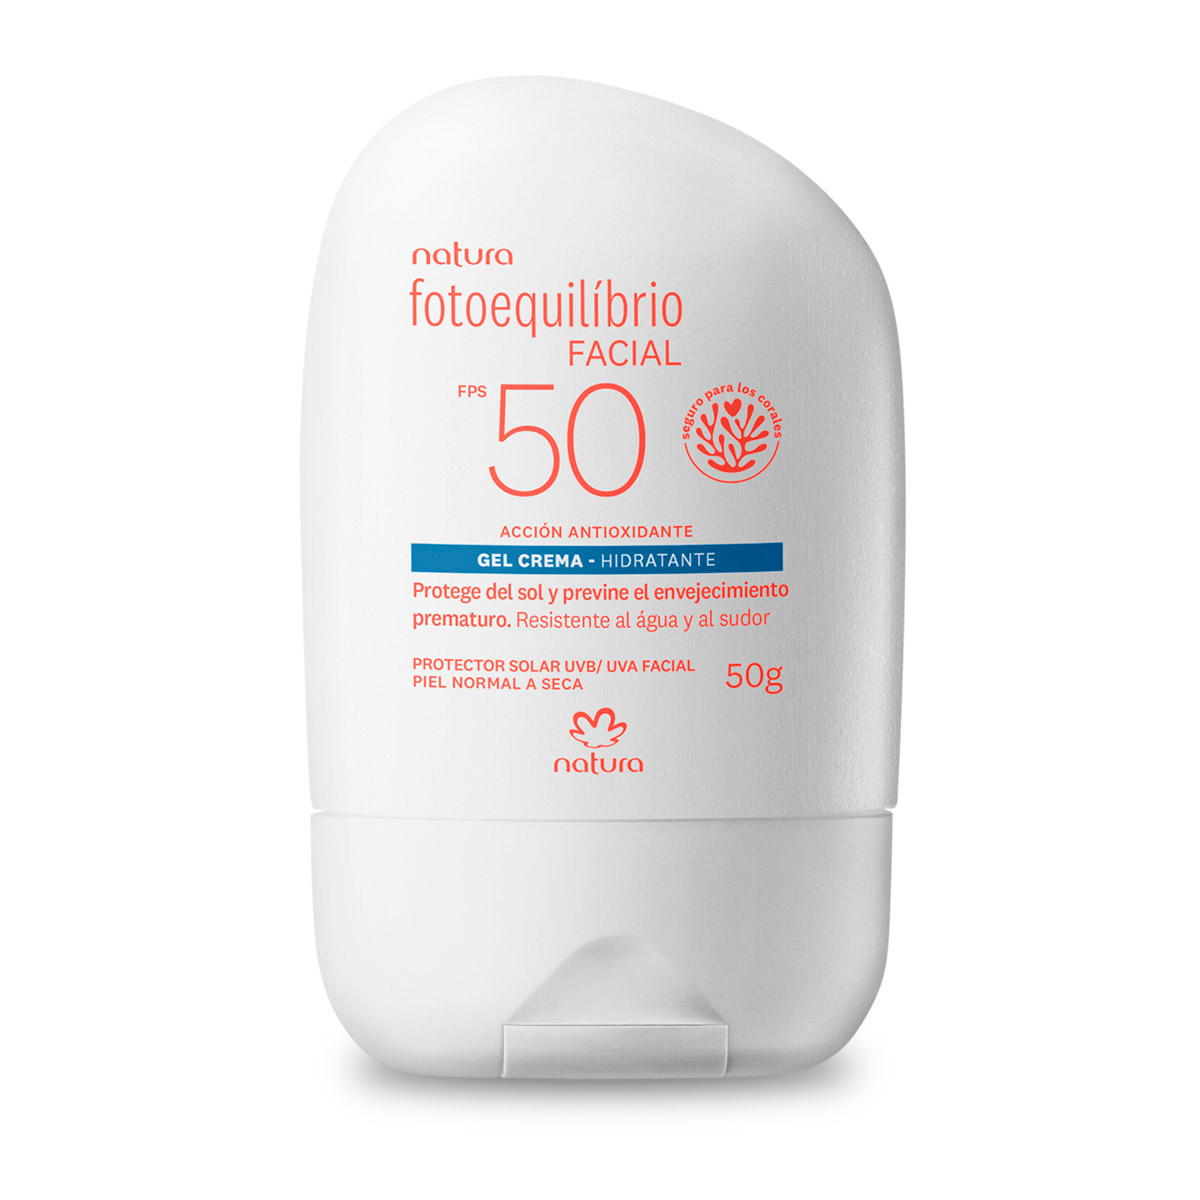 natura
fotoequilíbrio
FACIAL
FPS 50
seguro para los corales
ACCIÓN ANTIOXIDANTE
GEL CREMA - HIDRATANTE
Protege del sol y previne el envejecimiento
prematuro. Resistente al água y al sudor
PROTECTOR SOLAR UVB/ UVA FACIAL
PIEL NORMAL A SECA
50g
natura